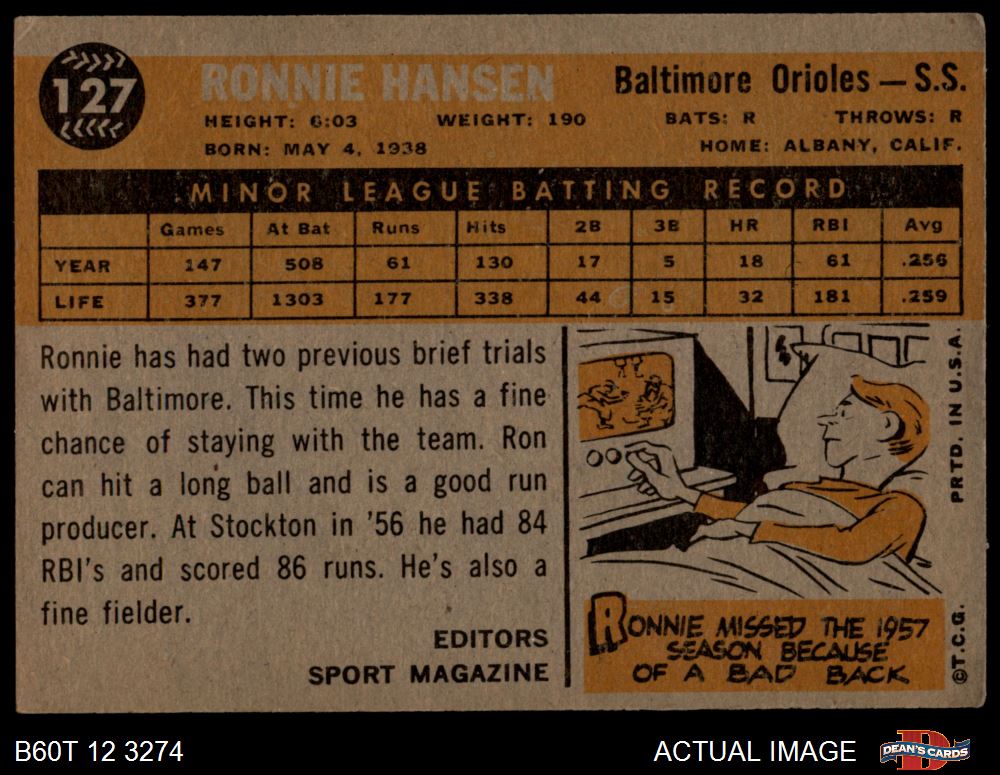 127
RONNIE HANSEN
Baltimore Orioles — S.S.
HEIGHT: 6:03 WEIGHT: 190 BATS: R THROWS: R
BORN: MAY 4, 1938 HOME: ALBANY, CALIF.
MINOR LEAGUE BATTING RECORD
Games At Bat Runs Hits 2B 3B HR RBI Avg
YEAR 147 508 61 130 17 5 18 61 .256
LIFE 377 1303 177 338 44 15 32 181 .259
Ronnie has had two previous brief trials
with Baltimore. This time he has a fine
chance of staying with the team. Ron
can hit a long ball and is a good run
producer. At Stockton in '56 he had 84
RBI's and scored 86 runs. He's also a
fine fielder.
EDITORS
SPORT MAGAZINE
RONNIE MISSED THE 1957
SEASON BECAUSE
OF A BAD BACK
©T.C.G. PRTD. IN U.S.A.
B60T 12 3274
ACTUAL IMAGE
D
DEAN'S CARDS